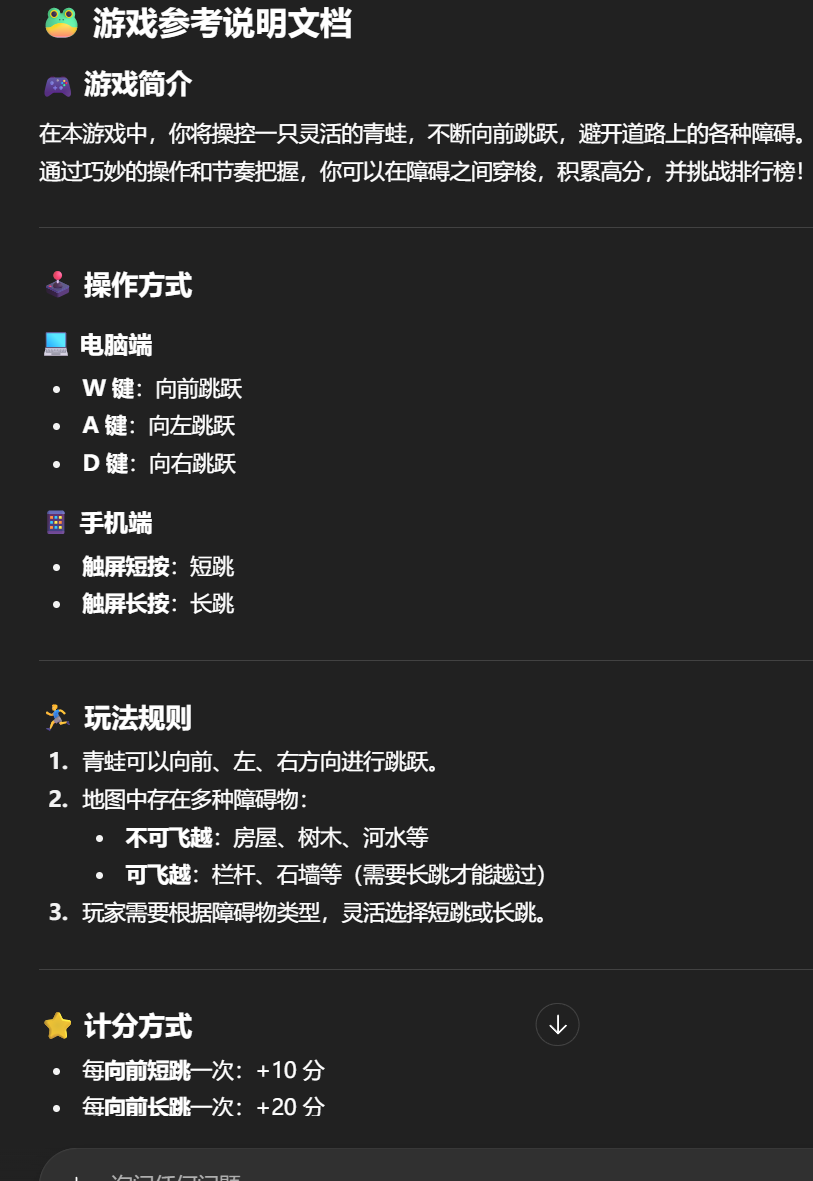 游戏参考说明文档
游戏简介
在本游戏中，你将操控一只灵活的青蛙，不断向前跳跃，避开道路上的各种障碍。
通过巧妙的操作和节奏把握，你可以在障碍之间穿梭，积累高分，并挑战排行榜！
操作方式
电脑端
W 键：向前跳跃
A 键：向左跳跃
D 键：向右跳跃
手机端
触屏短按：短跳
触屏长按：长跳
玩法规则
1. 青蛙可以向前、左、右方向进行跳跃。
2. 地图中存在多种障碍物：
不可飞越：房屋、树木、河水等
可飞越：栏杆、石墙等（需要长跳才能越过）
3. 玩家需要根据障碍物类型，灵活选择短跳或长跳。
计分方式
每向前短跳一次：+10 分
每向前长跳一次：+20 分